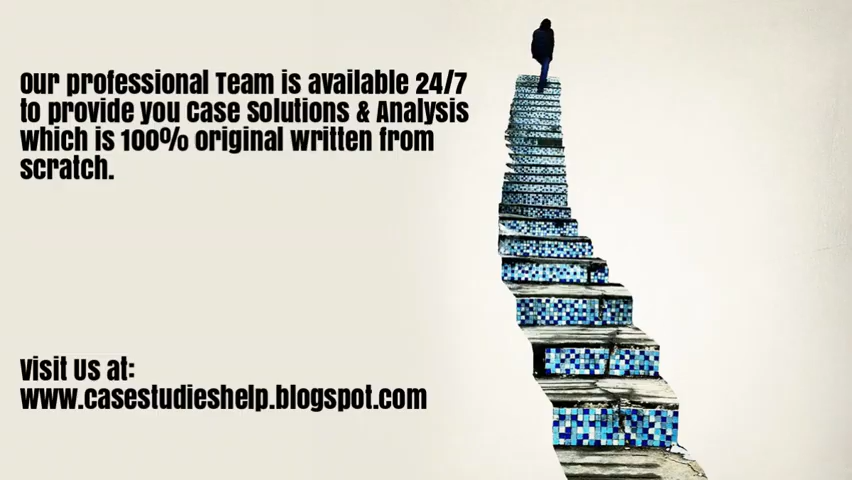 Our professional Team is available 24/7
to provide you Case Solutions & Analysis
which is 100% original written from
scratch.
Visit Us at:
www.casestudieshelp.blogspot.com